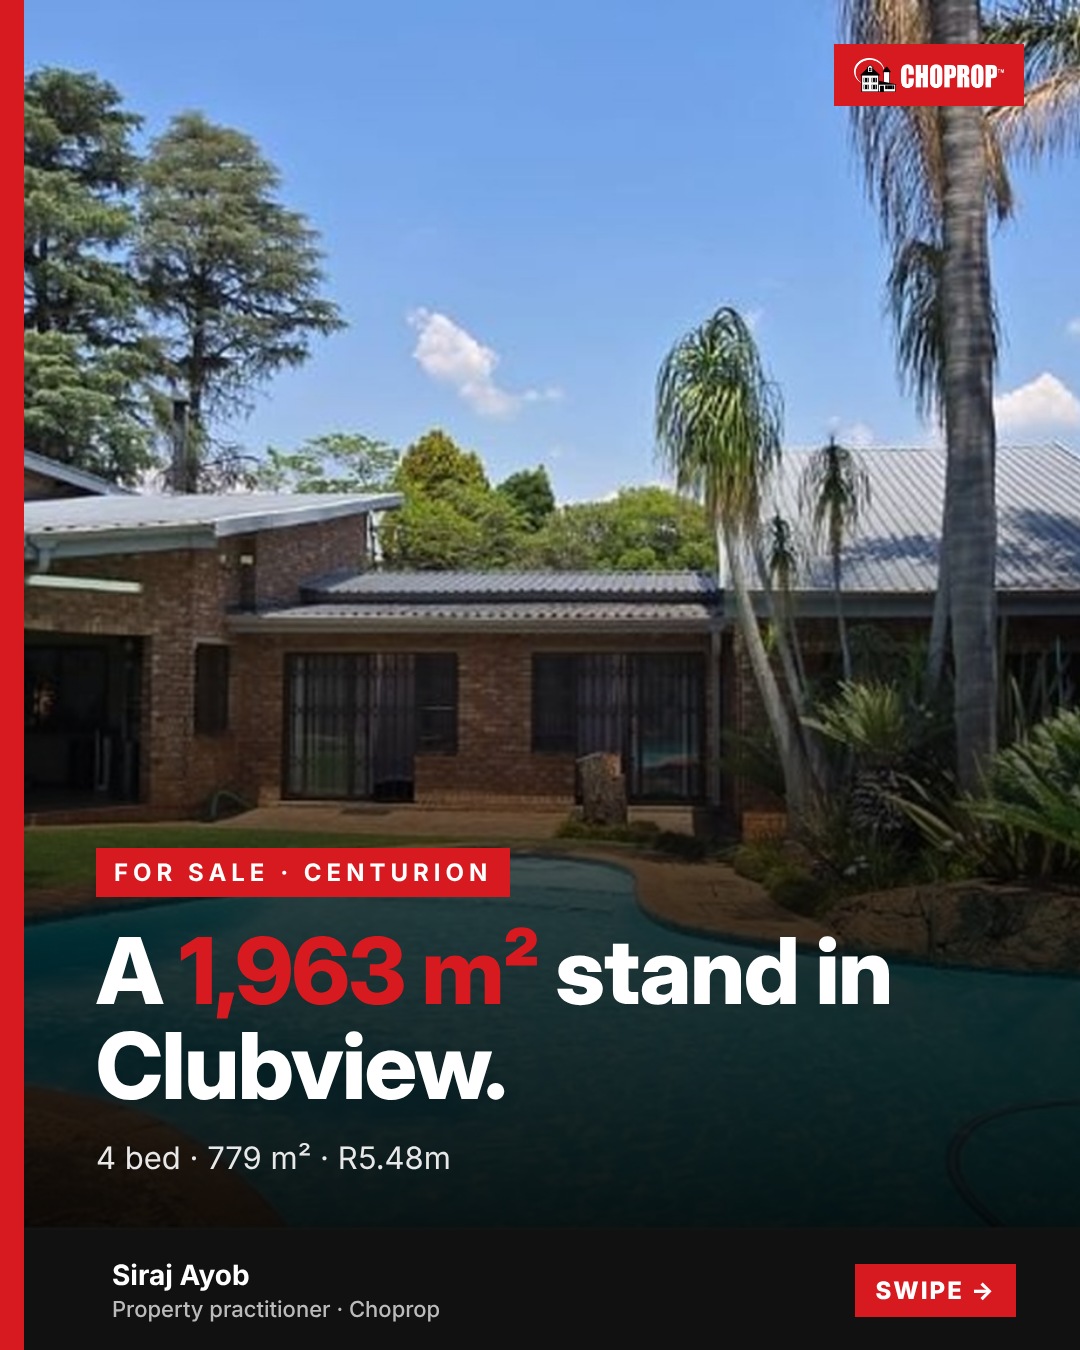 CHOPROP™
FOR SALE · CENTURION
A 1,963 m² stand in
Clubview.
4 bed · 779 m² · R5.48m
Siraj Ayob
Property practitioner · Choprop
SWIPE →